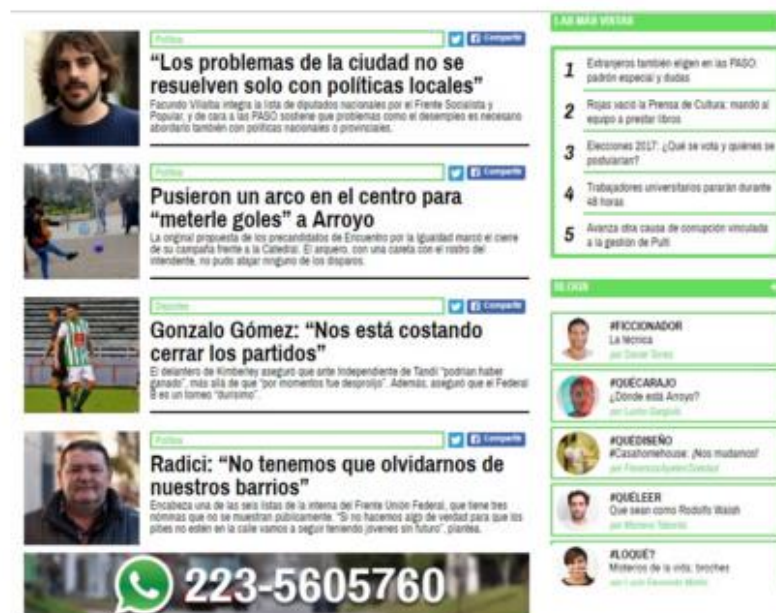 Política
Compartir
“Los problemas de la ciudad no se
resuelven solo con políticas locales”
Facundo Villalba integra la lista de diputados nacionales por el Frente Socialista y
Popular, y de cara a las PASO sostiene que problemas como el desempleo es necesario
abordarlo también con políticas nacionales o provinciales.
Política
Compartir
Pusieron un arco en el centro para
“meterle goles” a Arroyo
La original propuesta de los precandidatos de Encuentro por la Igualdad marcó el cierre
de su campaña frente a la Catedral. El arquero, con una careta con el rostro del
intendente, no pudo atajar ninguno de los disparos.
Deportes
Compartir
Gonzalo Gómez: “Nos está costando
cerrar los partidos”
El delantero de Kimberley aseguró que ante Independiente de Tandil “podrían haber
ganado”, más allá de que “por momentos fue desprolijo”. Además, aseguró que el Federal
B es un torneo “durísimo”.
Política
Compartir
Radici: “No tenemos que olvidarnos de
nuestros barrios”
Encabeza una de las seis listas de la interna del Frente Unión Federal, que tiene tres
nóminas que no se muestran públicamente. “Si no hacemos algo de verdad para que los
pibes no estén en la calle vamos a seguir teniendo jóvenes sin futuro”, plantea.
223-5605760
LAS MÁS VISTAS
1 Extranjeros también eligen en las PASO:
padrón especial y dudas
2 Rojas vació la Prensa de Cultura: mandó al
equipo a prestar libros
3 Elecciones 2017: ¿Qué se vota y quiénes se
postularían?
4 Trabajadores universitarios pararán durante
48 horas
5 Avanza otra causa de corrupción vinculada
a la gestión de Pulti
BLOGS
#FICCIONADOR
La técnica
por
#QUÉCARAJO
¿Dónde está Arroyo?
por
#QUÉDISEÑO
#Casahomehouse: ¡Nos mudamos!
por
#QUÉLEER
Que sean como Rodolfo Walsh
por
#LOQUÉ?
Misterios de la vida: broches
por